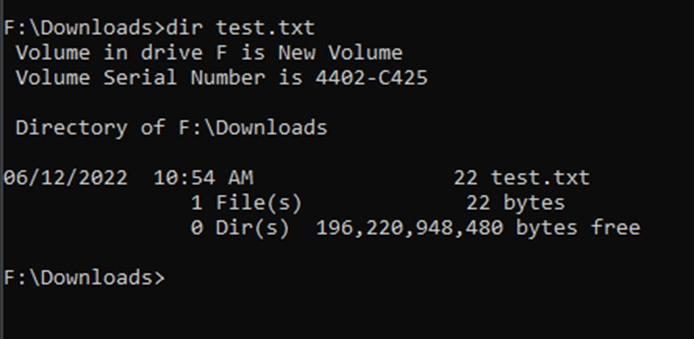 F:\Downloads>dir test.txt
Volume in drive F is New Volume
Volume Serial Number is 4402-C425
Directory of F:\Downloads
06/12/2022  10:54 AM                22 test.txt
1 File(s)             22 bytes
0 Dir(s)  196,220,948,480 bytes free
F:\Downloads>